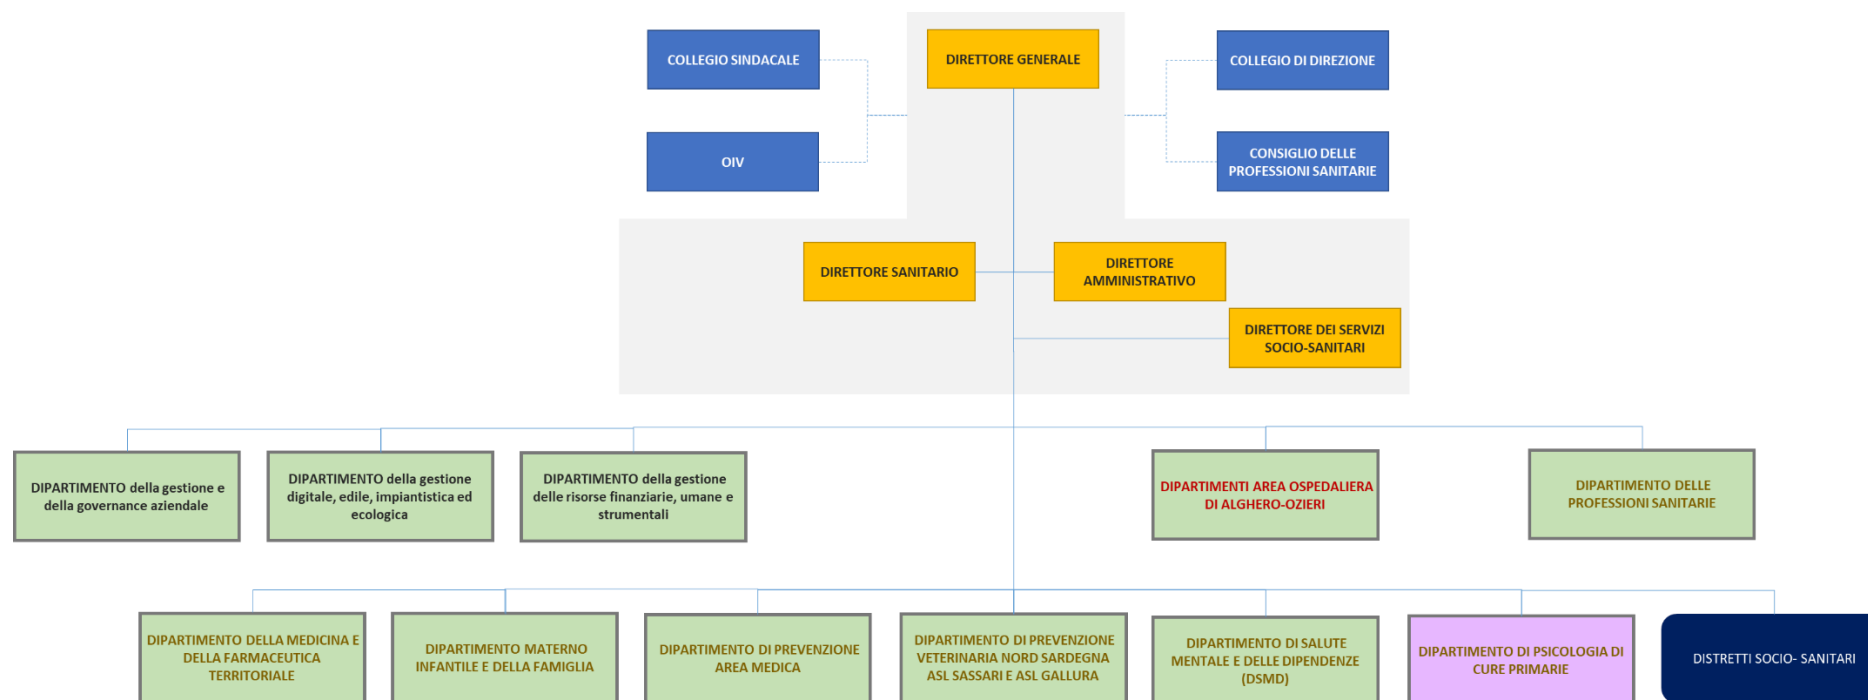 COLLEGIO SINDACALE
DIRETTORE GENERALE
COLLEGIO DI DIREZIONE
OIV
CONSIGLIO DELLE
PROFESSIONI SANITARIE
DIRETTORE SANITARIO
DIRETTORE
AMMINISTRATIVO
DIRETTORE DEI SERVIZI
SOCIO-SANITARI
DIPARTIMENTO della gestione e
della governance aziendale
DIPARTIMENTO della gestione
digitale, edile, impiantistica ed
ecologica
DIPARTIMENTO della gestione
delle risorse finanziarie, umane e
strumentali
DIPARTIMENTI AREA OSPEDALIERA
DI ALGHERO-OZIERI
DIPARTIMENTO DELLE
PROFESSIONI SANITARIE
DIPARTIMENTO DELLA MEDICINA E
DELLA FARMACEUTICA
TERRITORIALE
DIPARTIMENTO MATERNO
INFANTILE E DELLA FAMIGLIA
DIPARTIMENTO DI PREVENZIONE
AREA MEDICA
DIPARTIMENTO DI PREVENZIONE
VETERINARIA NORD SARDEGNA
ASL SASSARI E ASL GALLURA
DIPARTIMENTO DI SALUTE
MENTALE E DELLE DIPENDENZE
(DSMD)
DIPARTIMENTO DI PSICOLOGIA DI
CURE PRIMARIE
DISTRETTI SOCIO- SANITARI